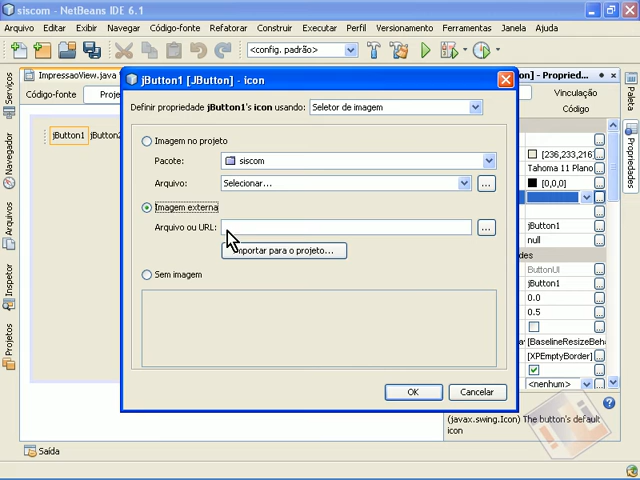 siscom - NetBeans IDE 6.1
Arquivo Editar Exibir Navegar Código-fonte Refatorar Construir Executar Perfil Versionamento Ferramentas Janela Ajuda
<config. padrão>
ImpressaoView.java
Código-fonte Proje
jButton1 jButton2
Serviços
Navegador
Arquivos
Inspetor
Projetos
jButton1 [JButton] - icon
Definir propriedade jButton1's icon usando: Seletor de imagem
Imagem no projeto
Pacote: siscom
Arquivo: Selecionar... ...
Imagem externa
Arquivo ou URL: ...
Importar para o projeto...
Sem imagem
OK Cancelar
n] - Propried...
Vinculação
Código
[236,233,216]
Tahoma 11 Plano
[0,0,0]
jButton1
null
des
ButtonUI
jButton1
0.0
0.5
[BaselineResizeBeha
[XPEmptyBorder]
<nenhum>
(javax.swing.Icon) The button's default
icon
Paleta
Propriedades
Saída